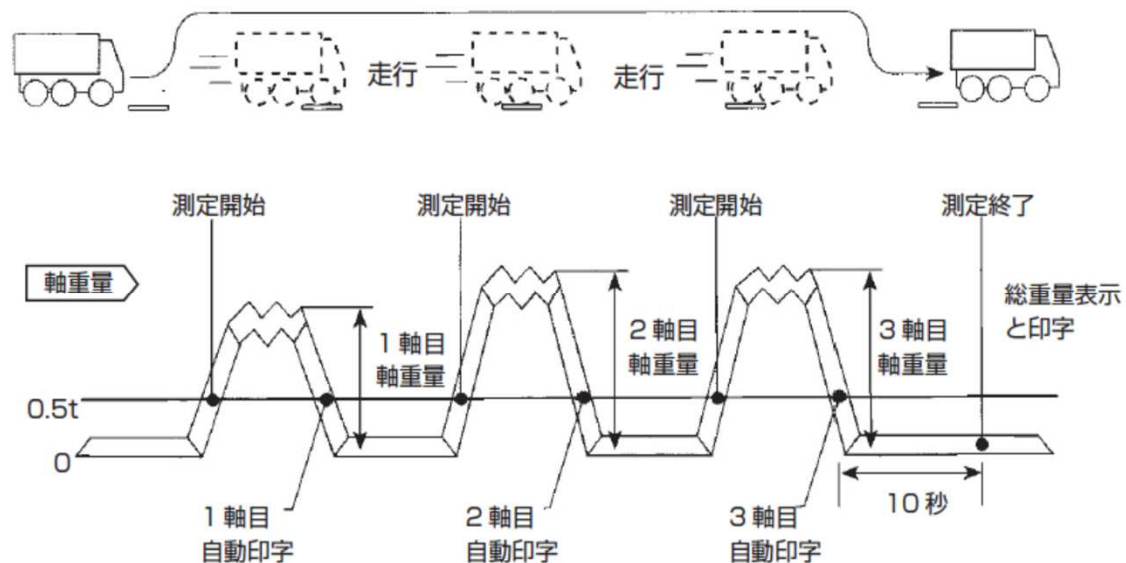 走行
走行
測定開始
測定開始
測定開始
測定終了
軸重量
総重量表示
と印字
1軸目
軸重量
2軸目
軸重量
3軸目
軸重量
0.5t
0
10秒
1軸目
自動印字
2軸目
自動印字
3軸目
自動印字